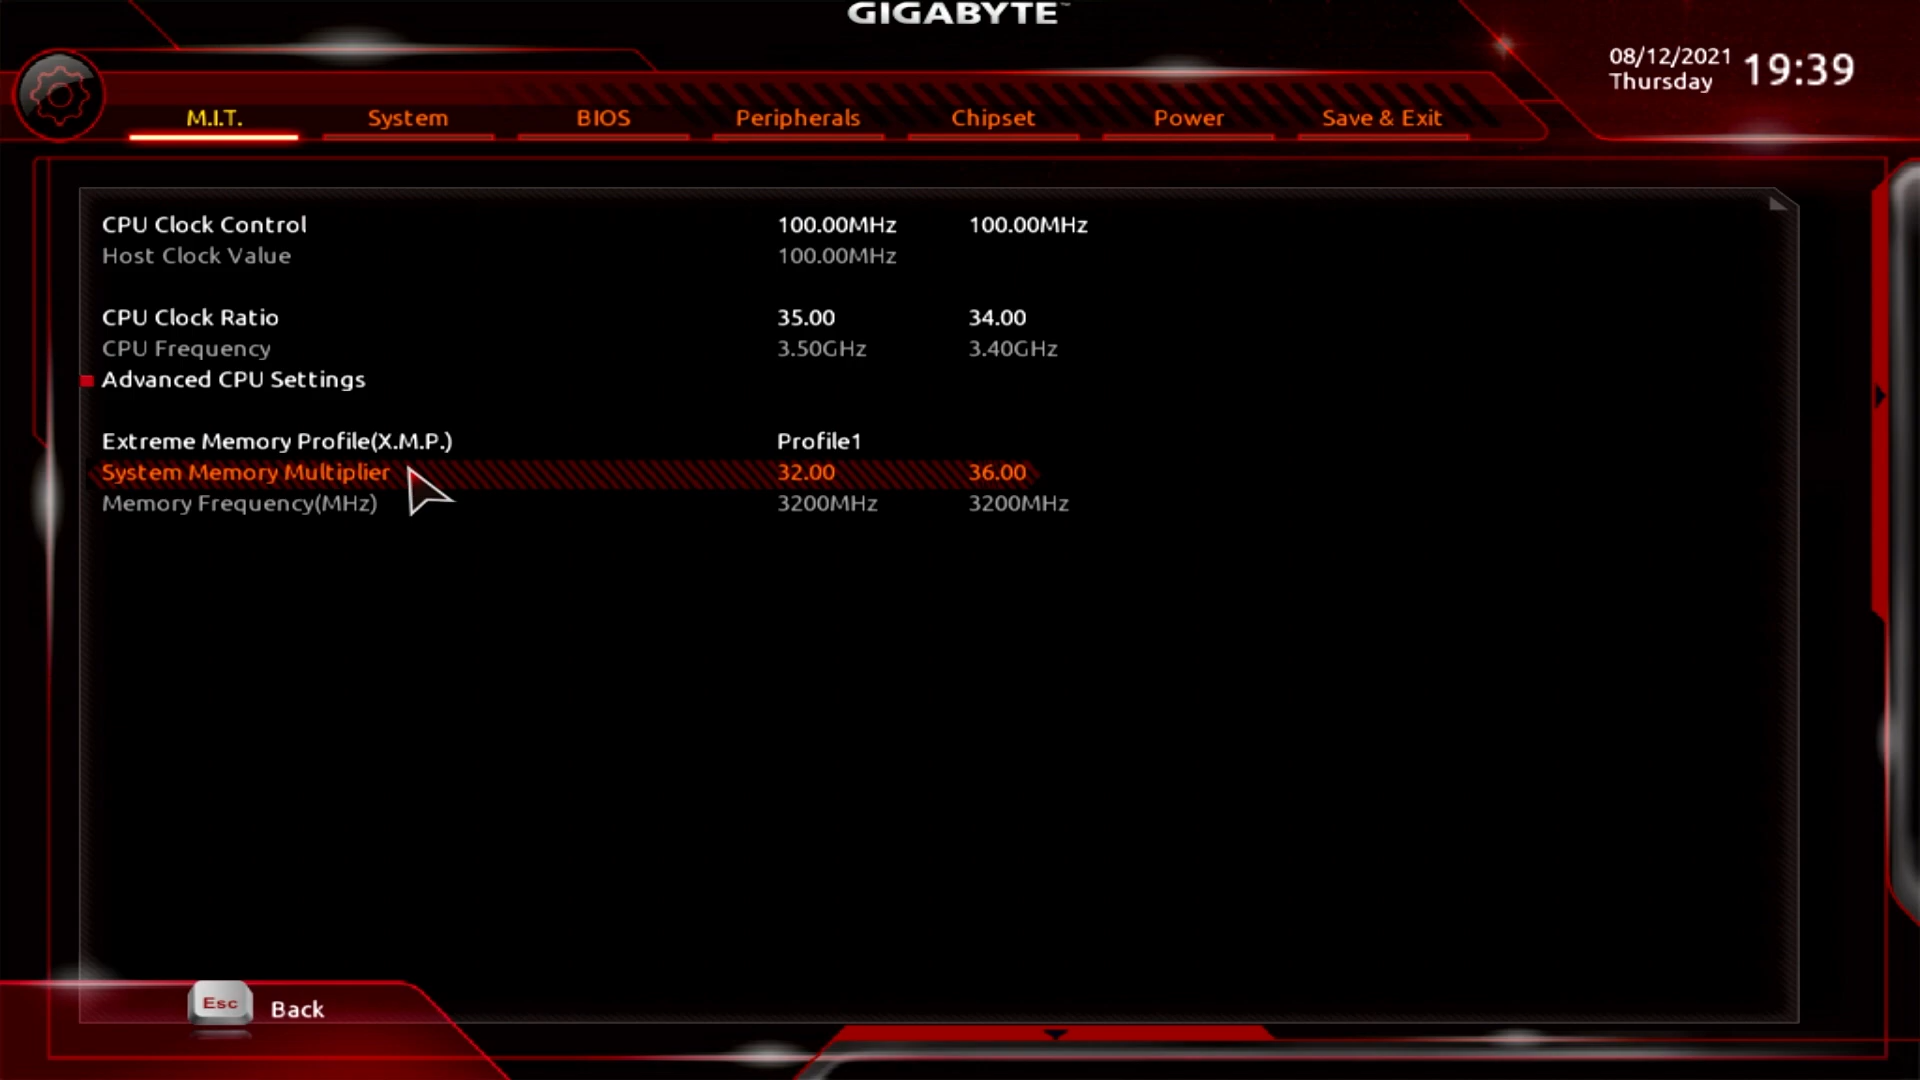 GIGABYTE™
08/12/2021
Thursday
19:39
M.I.T. System BIOS Peripherals Chipset Power Save & Exit
CPU Clock Control 100.00MHz 100.00MHz
Host Clock Value 100.00MHz
CPU Clock Ratio 35.00 34.00
CPU Frequency 3.50GHz 3.40GHz
Advanced CPU Settings
Extreme Memory Profile(X.M.P.) Profile1
System Memory Multiplier 32.00 36.00
Memory Frequency(MHz) 3200MHz 3200MHz
Esc Back